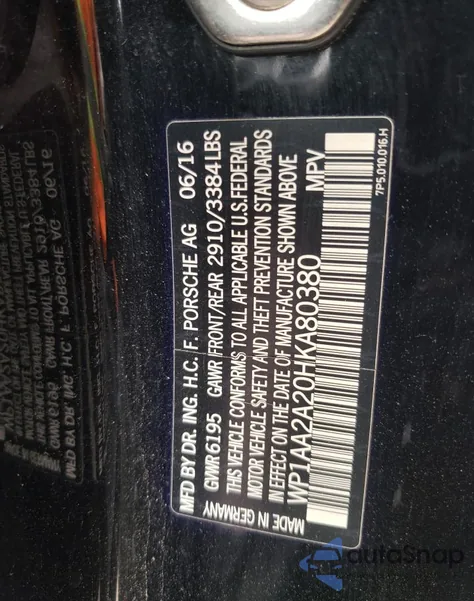 MFD BY DR. ING. H.C. F. PORSCHE AG 06/16
GWR 6195 GAWR FRONT/REAR 2910/3384 LBS
THIS VEHICLE CONFORMS TO ALL APPLICABLE U.S.FEDERAL
MOTOR VEHICLE SAFETY AND THEFT PREVENTION STANDARDS
IN EFFECT ON THE DATE OF MANUFACTURE SHOWN ABOVE
WP1AA2A20HKA80380 MPV
MADE IN GERMANY
7P5.010.016.H
autoSnap